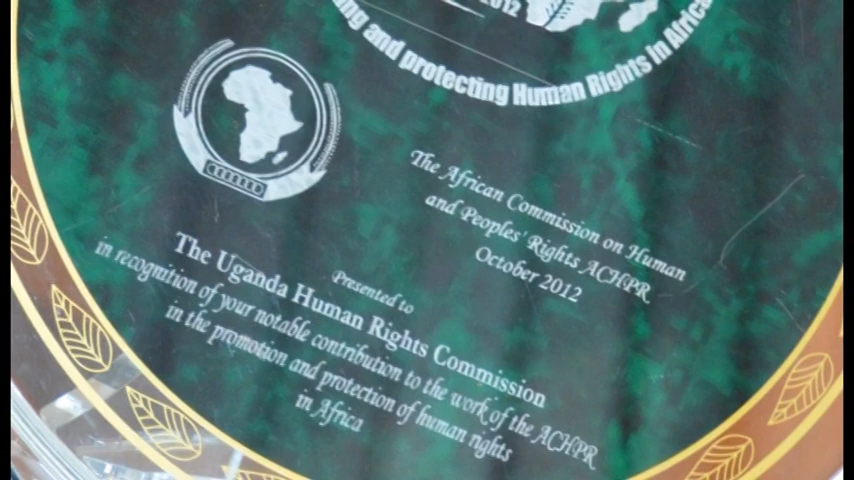 2012
and protecting Human Rights in Africa
The African Commission on Human
and Peoples' Rights ACHPR
October 2012
Presented to
The Uganda Human Rights Commission
in recognition of your notable contribution to the work of the ACHPR
in the promotion and protection of human rights
in Africa